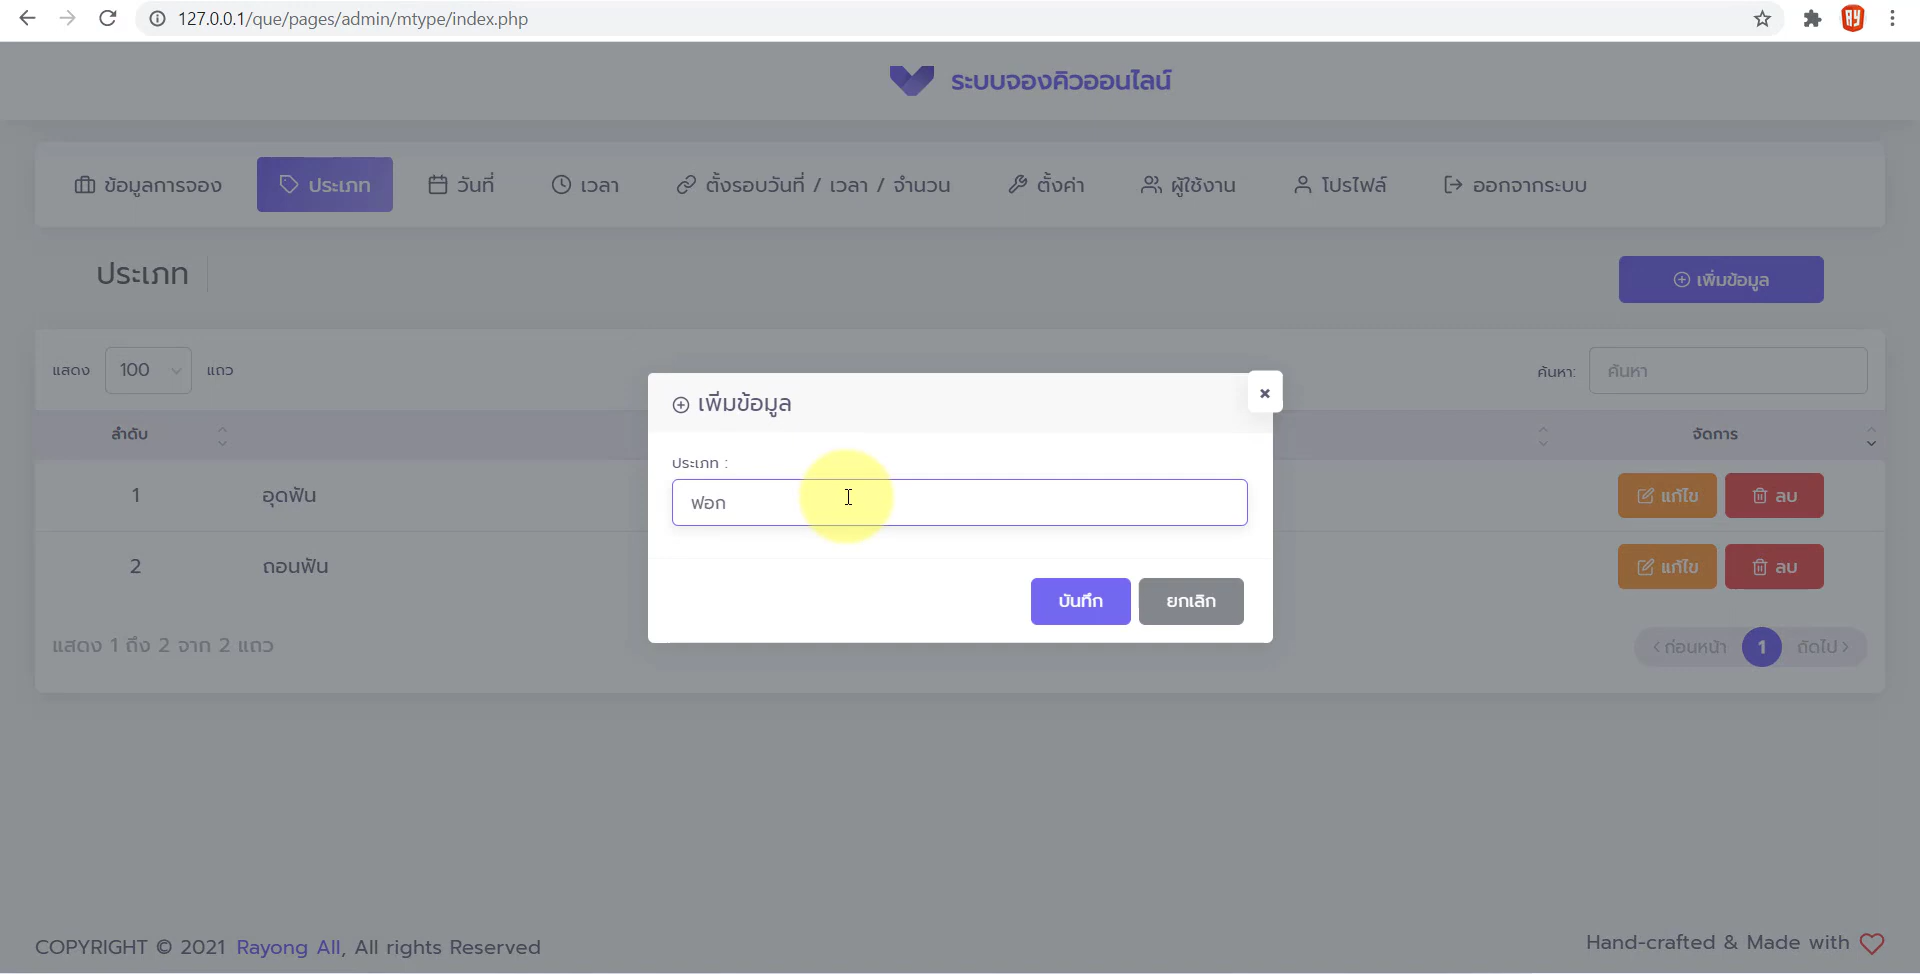 127.0.0.1/que/pages/admin/mtype/index.php
ระบบจองคิวออนไลน์
ข้อมูลการจอง ประเภท วันที่ เวลา ตั้งรอบวันที่ / เวลา / จำนวน ตั้งค่า ผู้ใช้งาน โปรไฟล์ ออกจากระบบ
ประเภท
เพิ่มข้อมูล
แสดง 100 แถว
ค้นหา: ค้นหา
เพิ่มข้อมูล ×
ลำดับ จัดการ
ประเภท :
ฟอก
1 อุดฟัน แก้ไข ลบ
2 ถอนฟัน แก้ไข ลบ
บันทึก ยกเลิก
แสดง 1 ถึง 2 จาก 2 แถว
ก่อนหน้า 1 ถัดไป
COPYRIGHT © 2021 Rayong All, All rights Reserved
Hand-crafted & Made with